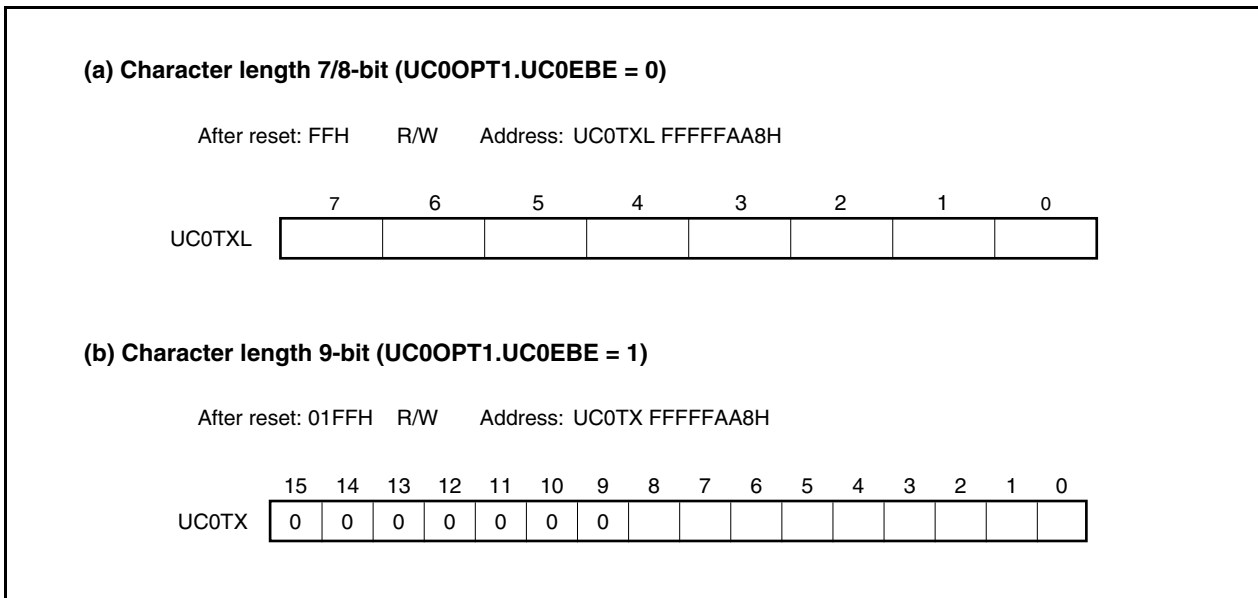 (a) Character length 7/8-bit (UC0OPT1.UC0EBE = 0)
After reset: FFH R/W Address: UC0TXL FFFFFAA8H
7 6 5 4 3 2 1 0
UC0TXL
(b) Character length 9-bit (UC0OPT1.UC0EBE = 1)
After reset: 01FFH R/W Address: UC0TX FFFFFAA8H
15 14 13 12 11 10 9 8 7 6 5 4 3 2 1 0
UC0TX 0 0 0 0 0 0 0